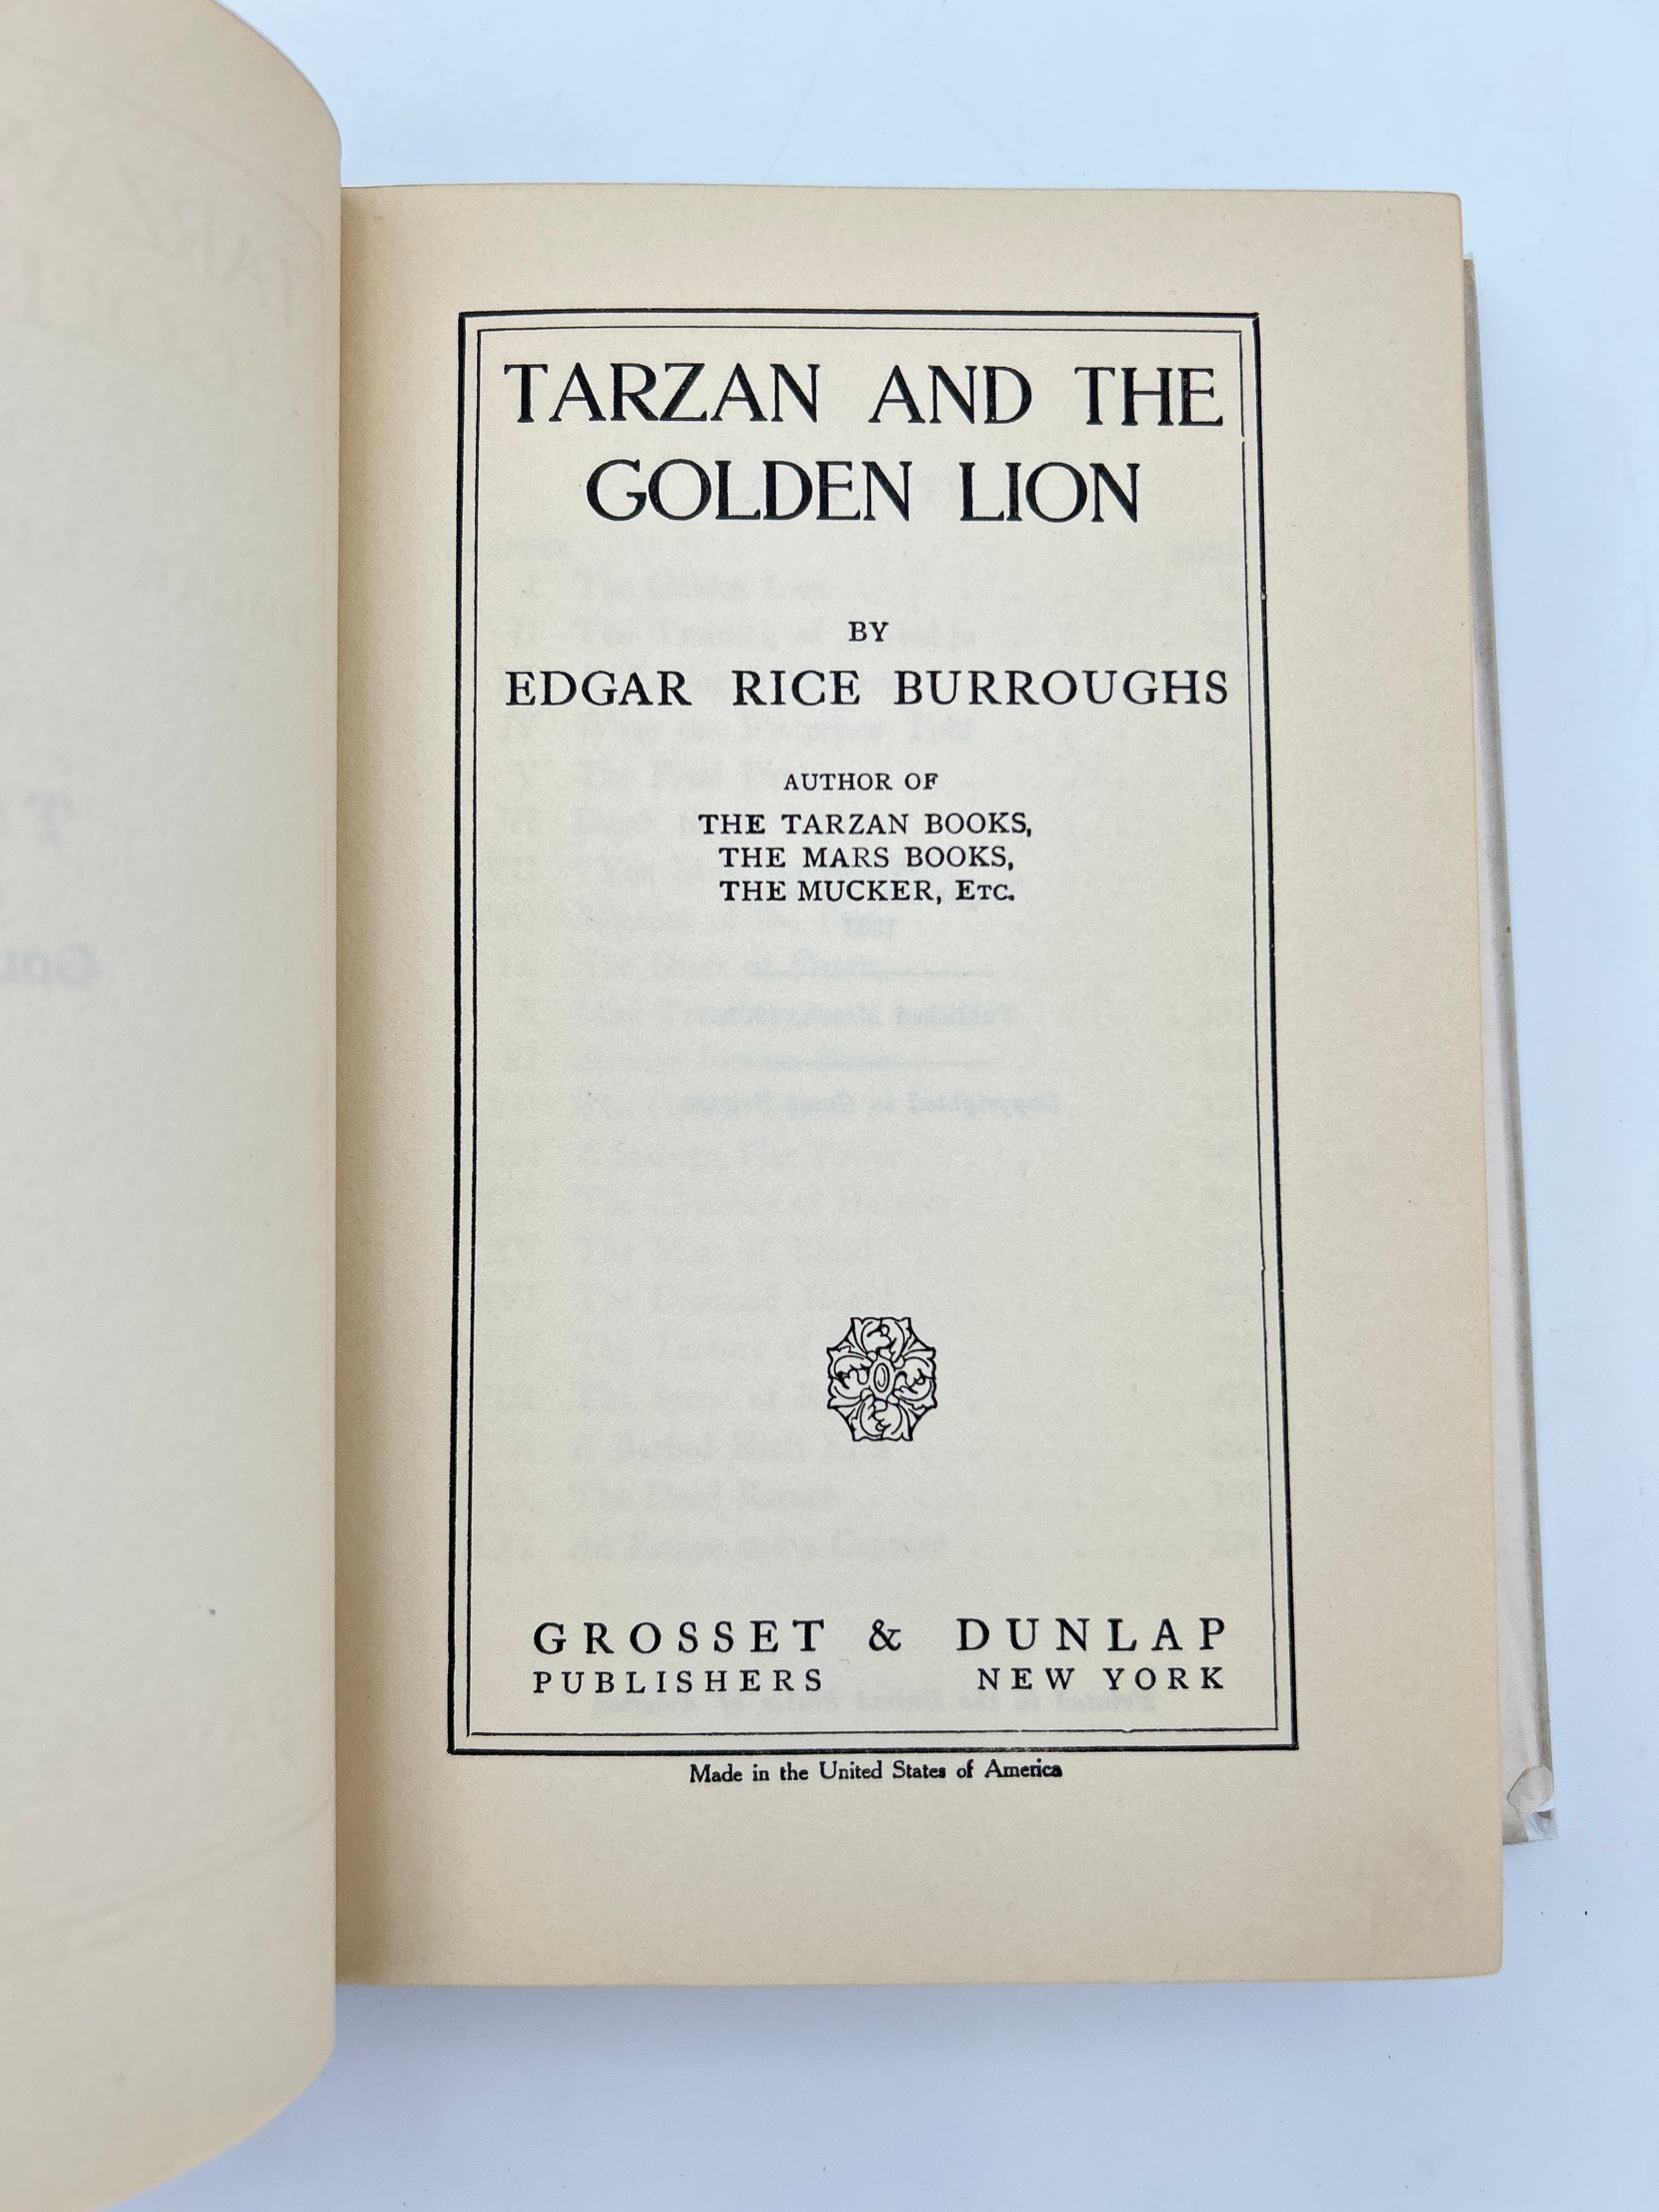 TARZAN AND THE
GOLDEN LION
BY
EDGAR RICE BURROUGHS
AUTHOR OF
THE TARZAN BOOKS,
THE MARS BOOKS,
THE MUCKER, ETC.
GROSSET & DUNLAP
PUBLISHERS NEW YORK
Made in the United States of America